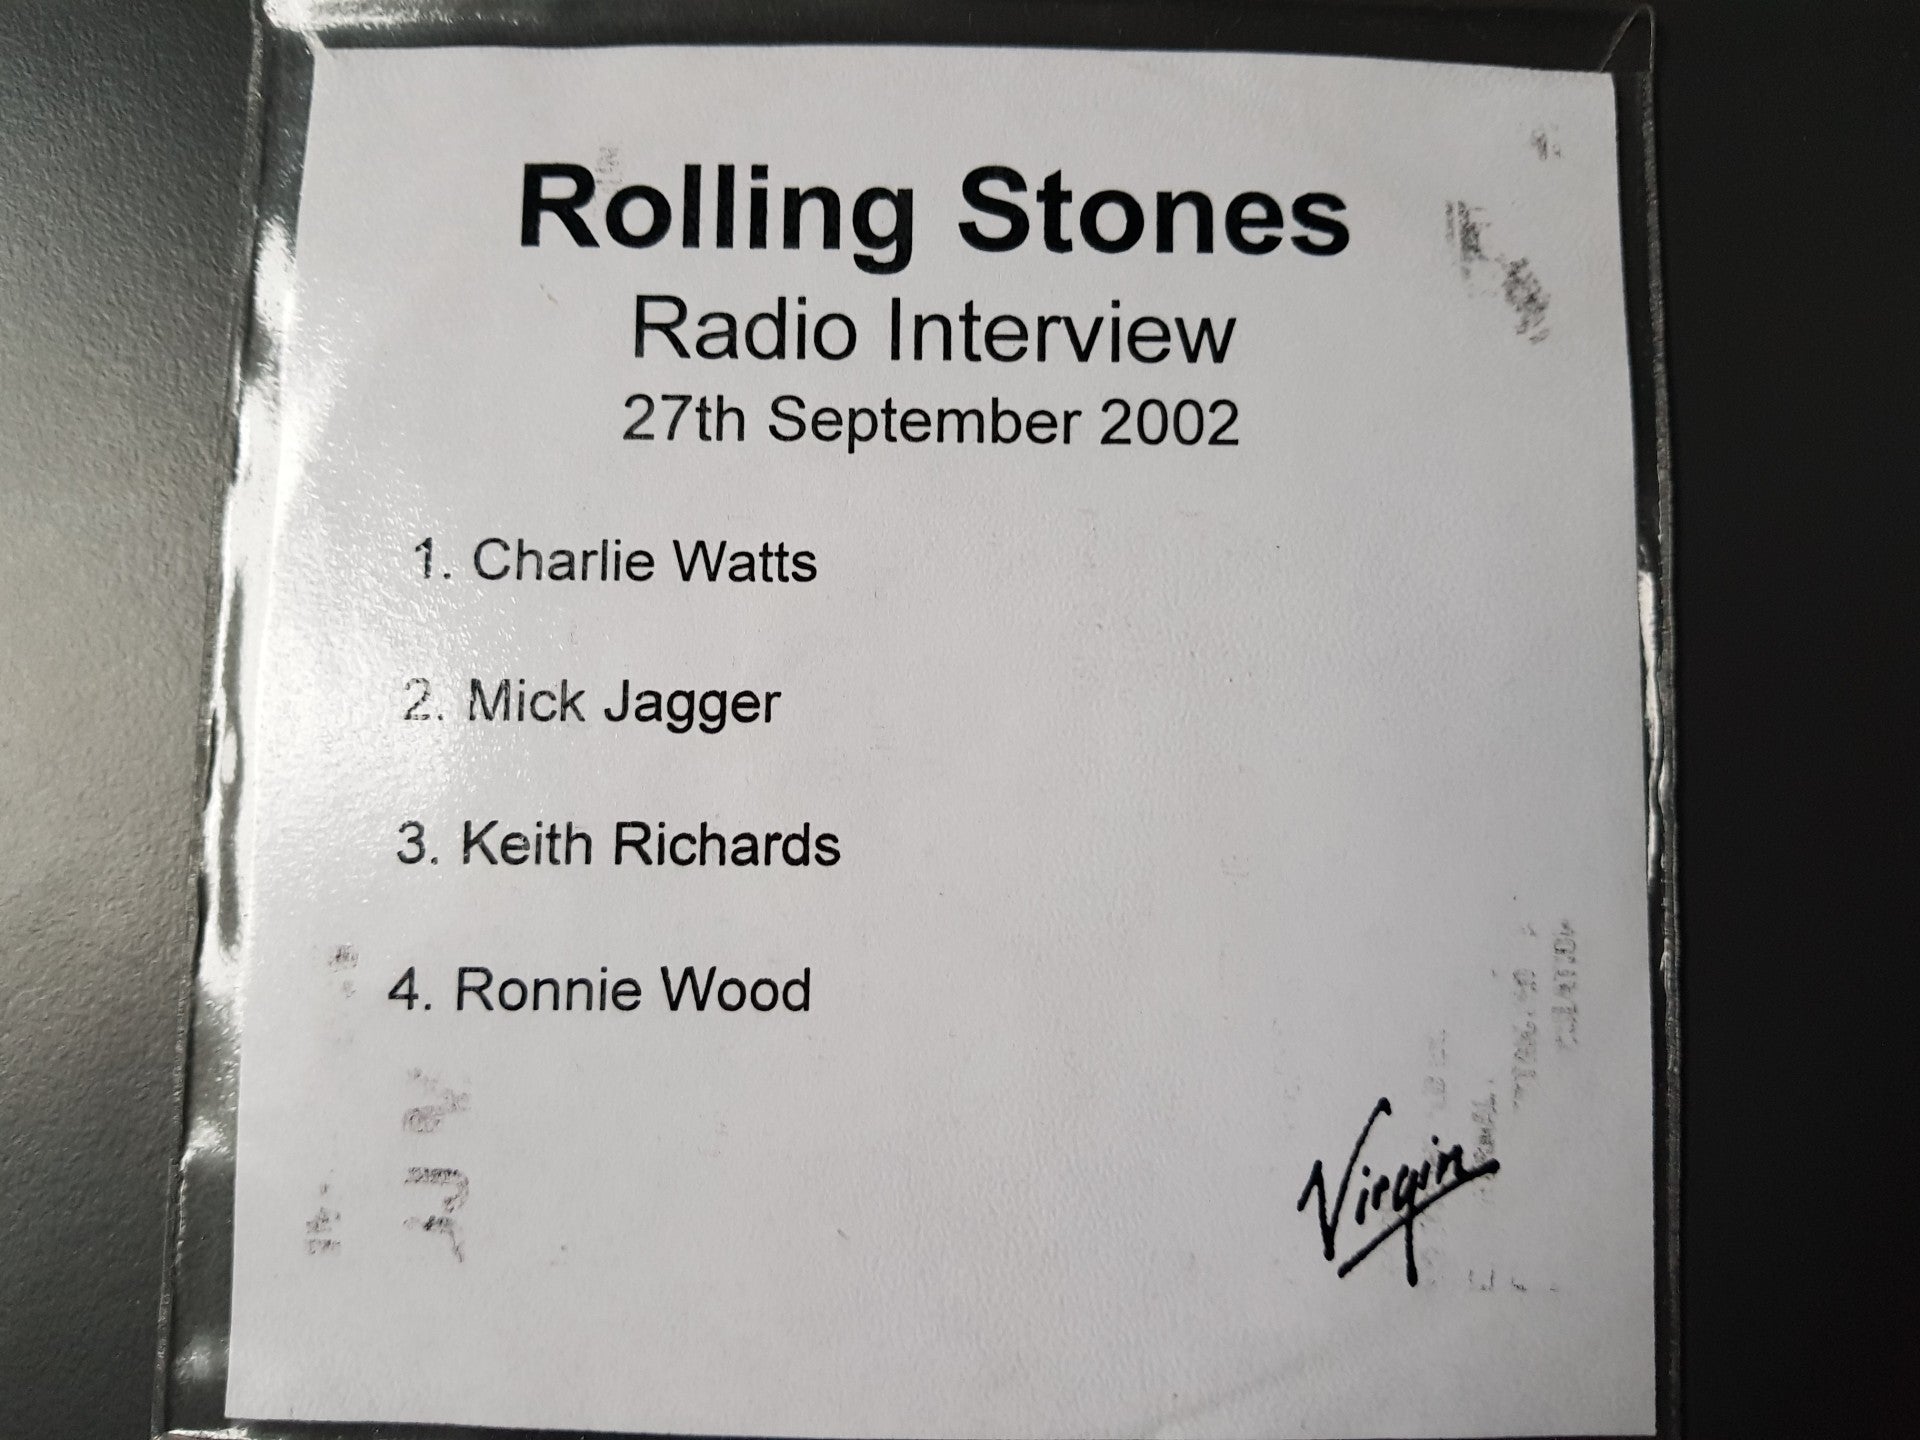 Rolling Stones
Radio Interview
27th September 2002
1. Charlie Watts
2. Mick Jagger
3. Keith Richards
4. Ronnie Wood
Virgin